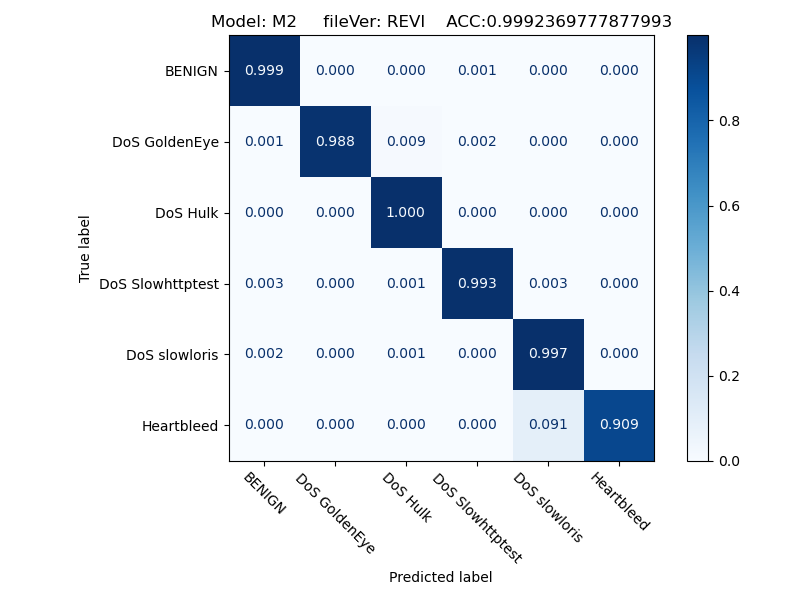 Model: M2 fileVer: REVI ACC:0.9992369777877993
BENIGN 0.999 0.000 0.000 0.001 0.000 0.000
DoS GoldenEye 0.001 0.988 0.009 0.002 0.000 0.000
DoS Hulk 0.000 0.000 1.000 0.000 0.000 0.000
DoS Slowhttptest 0.003 0.000 0.001 0.993 0.003 0.000
DoS slowloris 0.002 0.000 0.001 0.000 0.997 0.000
Heartbleed 0.000 0.000 0.000 0.000 0.091 0.909
True label
BENIGN
DoS GoldenEye
DoS Hulk
DoS Slowhttptest
DoS slowloris
Heartbleed
Predicted label
0.8
0.6
0.4
0.2
0.0